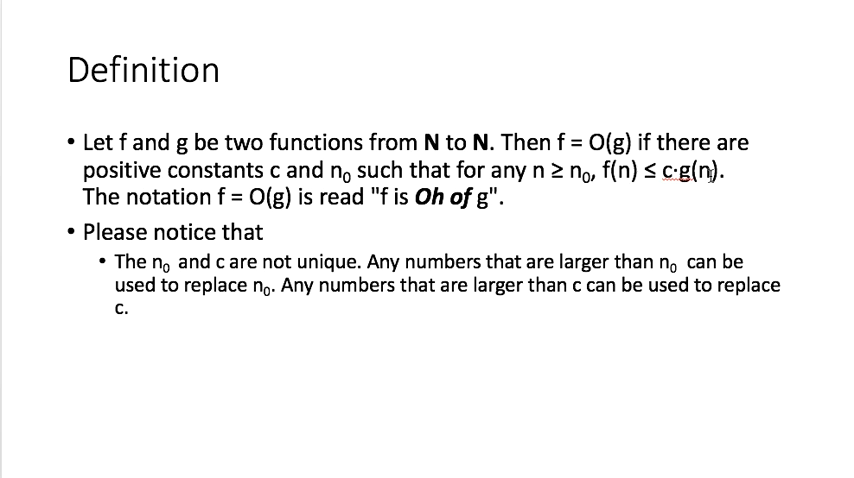 Definition
• Let f and g be two functions from N to N. Then f = O(g) if there are
positive constants c and n₀ such that for any n ≥ n₀, f(n) ≤ c·g(n).
The notation f = O(g) is read "f is Oh of g".
• Please notice that
• The n₀ and c are not unique. Any numbers that are larger than n₀ can be
used to replace n₀. Any numbers that are larger than c can be used to replace
c.